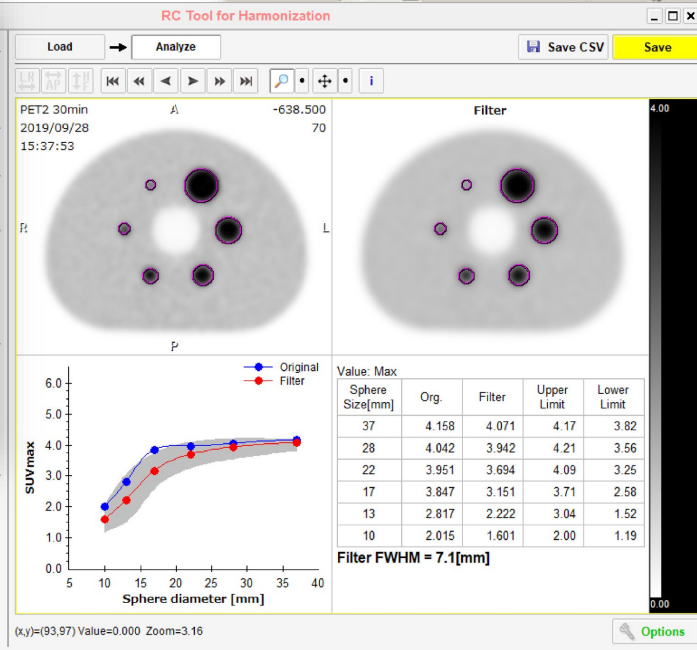 RC Tool for Harmonization
Load
Analyze
Save CSV
Save
LR
AP
HF
i
PET2 30min
A
-638.500
2019/09/28
70
15:37:53
R
L
P
Filter
4.00
0.00
Original
Filter
6.0
5.0
4.0
3.0
2.0
1.0
0.0
SUVmax
5 10 15 20 25 30 35 40
Sphere diameter [mm]
Value: Max
Sphere Size[mm] Org. Filter Upper Limit Lower Limit
37 4.158 4.071 4.17 3.82
28 4.042 3.942 4.21 3.56
22 3.951 3.694 4.09 3.25
17 3.847 3.151 3.71 2.58
13 2.817 2.222 3.04 1.52
10 2.015 1.601 2.00 1.19
Filter FWHM = 7.1[mm]
(x,y)=(93,97) Value=0.000 Zoom=3.16
Options